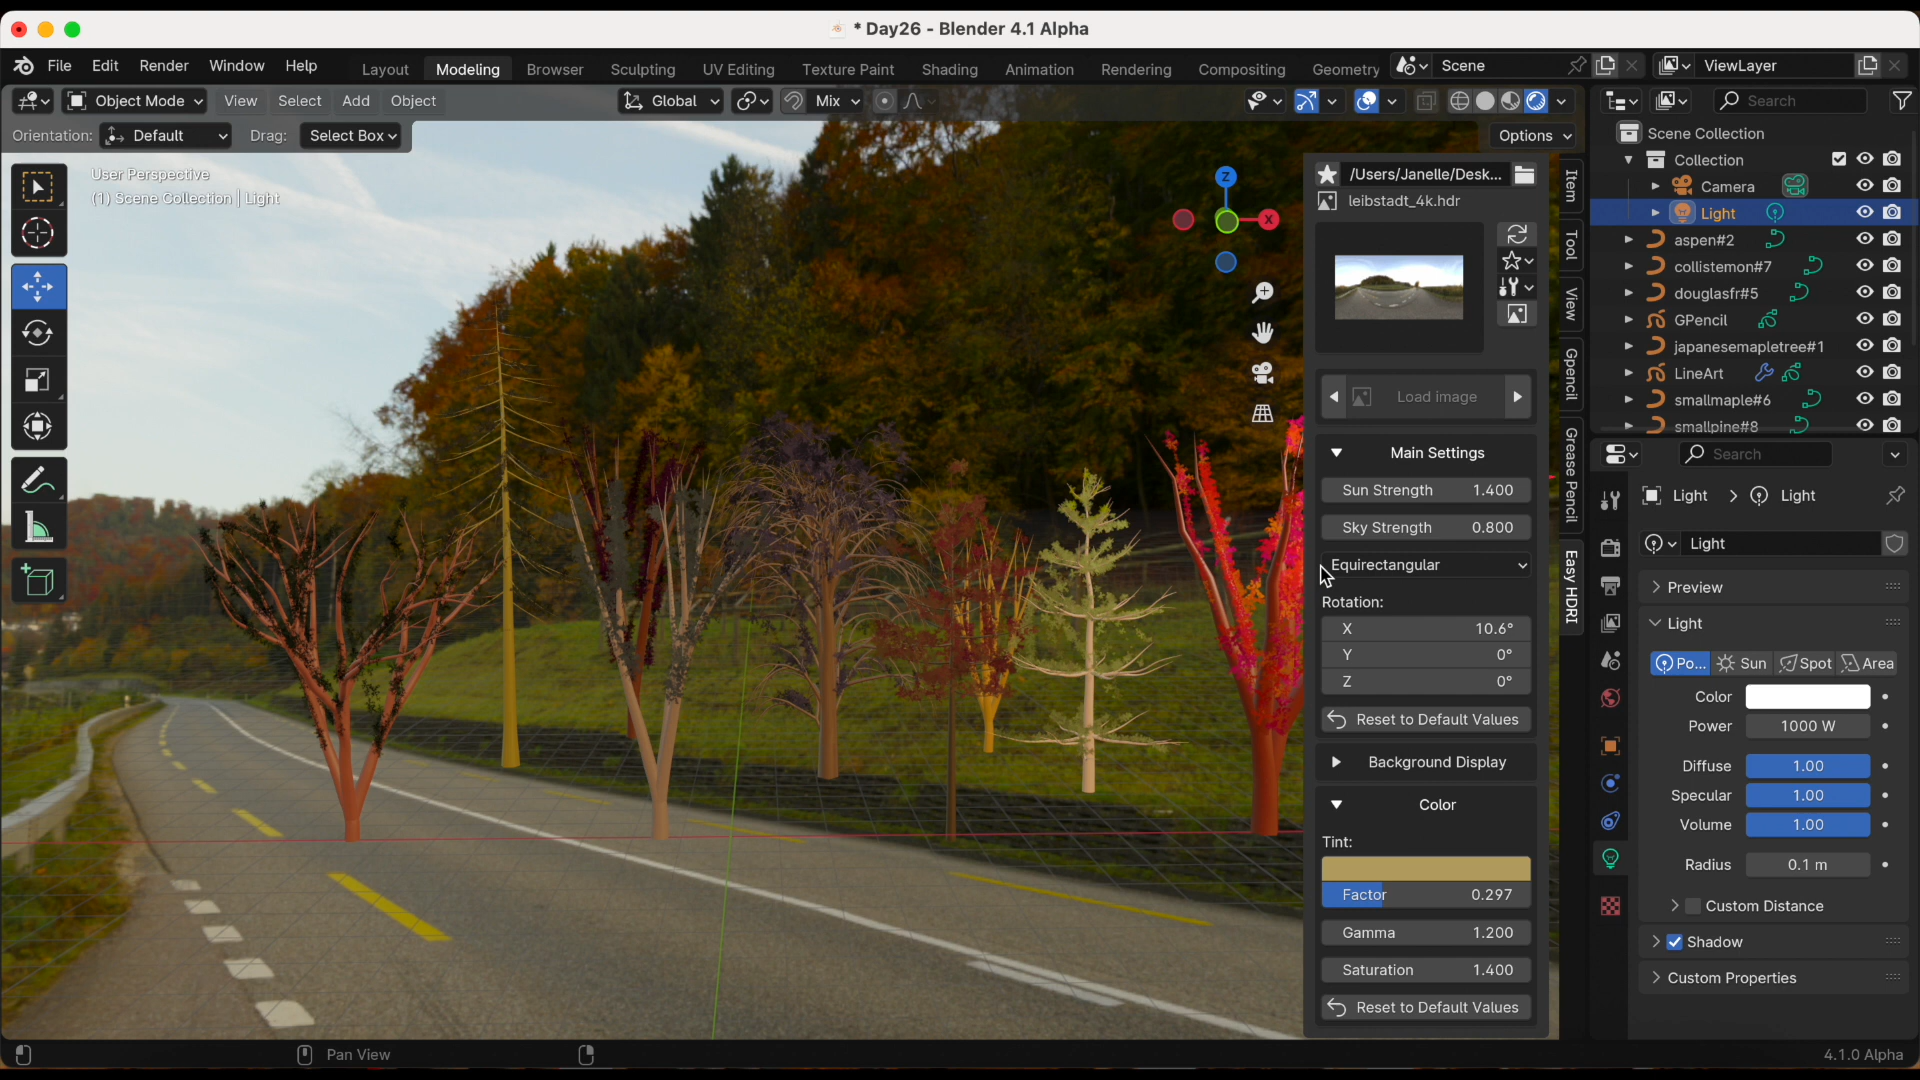 * Day26 - Blender 4.1 Alpha
File Edit Render Window Help Layout Modeling Browser Sculpting UV Editing Texture Paint Shading Animation Rendering Compositing Geometry Scene ViewLayer
Object Mode View Select Add Object Global Mix Search
Orientation: Default Drag: Select Box Options
User Perspective
(1) Scene Collection | Light
/Users/Janelle/Desk...
leibstadt_4k.hdr
Load image
Main Settings
Sun Strength 1.400
Sky Strength 0.800
Equirectangular
Rotation:
X 10.6°
Y 0°
Z 0°
Reset to Default Values
Background Display
Color
Tint:
Factor 0.297
Gamma 1.200
Saturation 1.400
Reset to Default Values
Item
Tool
View
Gpencil
Grease Pencil
Easy HDRI
Z
X
Scene Collection
Collection
Camera
Light
aspen#2
collistemon#7
douglasfr#5
GPencil
japanesemapletree#1
LineArt
smallmaple#6
smallpine#8
Search
Light Light
Light
Preview
Light
Po... Sun Spot Area
Color
Power 1000 W
Diffuse 1.00
Specular 1.00
Volume 1.00
Radius 0.1 m
Custom Distance
Shadow
Custom Properties
Pan View
4.1.0 Alpha